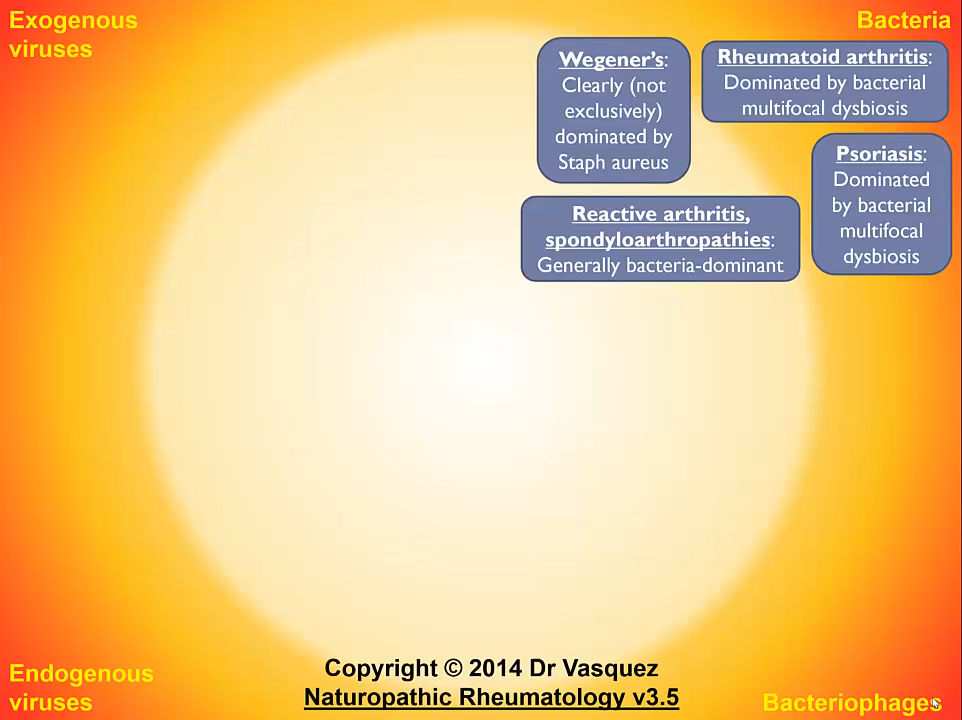 Exogenous
viruses
Bacteria
Wegener's:
Clearly (not
exclusively)
dominated by
Staph aureus
Rheumatoid arthritis:
Dominated by bacterial
multifocal dysbiosis
Psoriasis:
Dominated
by bacterial
multifocal
dysbiosis
Reactive arthritis,
spondyloarthropathies:
Generally bacteria-dominant
Endogenous
viruses
Copyright © 2014 Dr Vasquez
Naturopathic Rheumatology v3.5
Bacteriophages